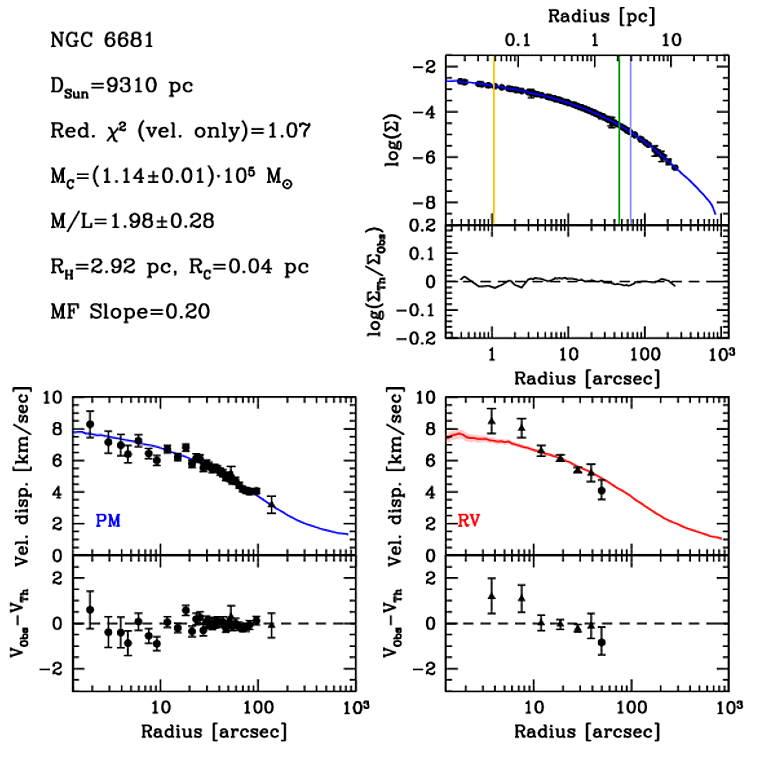 NGC 6681
D_Sun=9310 pc
Red. χ² (vel. only)=1.07
M_C=(1.14±0.01)·10⁵ M_⊙
M/L=1.98±0.28
R_H=2.92 pc, R_C=0.04 pc
MF Slope=0.20
Radius [pc]
0.1 1 10
log(Σ)
−2
−4
−6
−8
log(Σ_Th/Σ_Obs)
0.2
0.1
0
−0.1
−0.2
1 10 100 10³
Radius [arcsec]
Vel. disp. [km/sec]
10
8
6
4
2
0
PM
V_Obs−V_Th
2
0
−2
10 100 10³
Radius [arcsec]
Vel. disp. [km/sec]
10
8
6
4
2
0
RV
V_Obs−V_Th
2
0
−2
10 100 10³
Radius [arcsec]